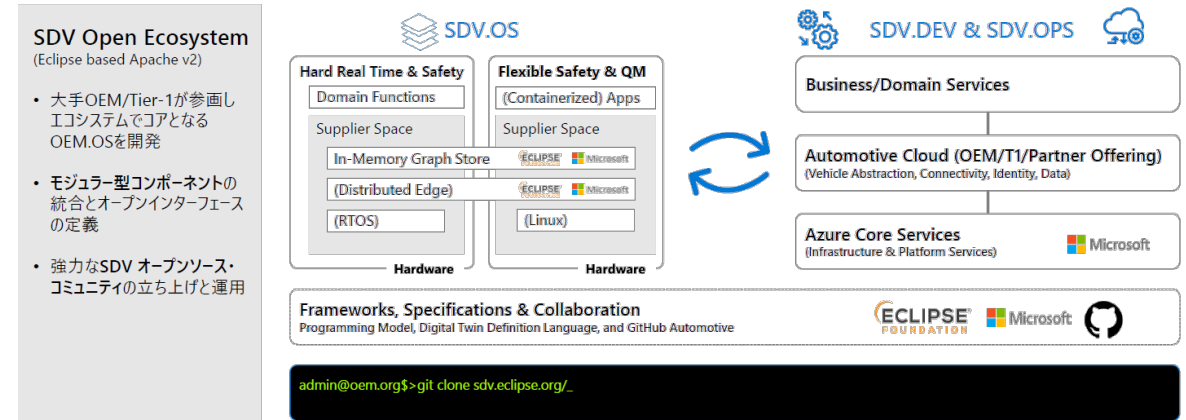 SDV Open Ecosystem
(Eclipse based Apache v2)
• 大手OEM/Tier-1が参画し
エコシステムでコアとなる
OEM.OSを開発
• モジュラー型コンポーネントの
統合とオープンインターフェース
の定義
• 強力なSDV オープンソース・
コミュニティの立ち上げと運用
SDV.OS
Hard Real Time & Safety
Domain Functions
Supplier Space
Flexible Safety & QM
(Containerized) Apps
Supplier Space
In-Memory Graph Store ECLIPSE FOUNDATION Microsoft
(Distributed Edge) ECLIPSE FOUNDATION Microsoft
(RTOS)
(Linux)
Hardware
Hardware
SDV.DEV & SDV.OPS
Business/Domain Services
Automotive Cloud (OEM/T1/Partner Offering)
(Vehicle Abstraction, Connectivity, Identity, Data)
Azure Core Services
(Infrastructure & Platform Services)
Microsoft
Frameworks, Specifications & Collaboration
Programming Model, Digital Twin Definition Language, and GitHub Automotive
ECLIPSE
FOUNDATION
Microsoft
admin@oem.org$>git clone sdv.eclipse.org/_